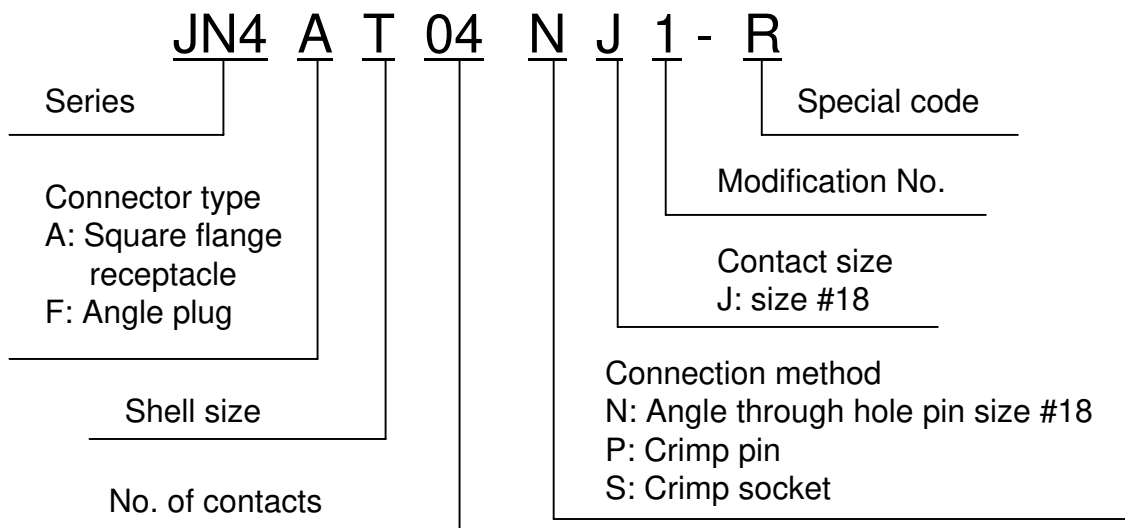 JN4 A T 04 N J 1 - R
Series
Special code
Connector type
A: Square flange
receptacle
F: Angle plug
Modification No.
Contact size
J: size #18
Shell size
Connection method
N: Angle through hole pin size #18
P: Crimp pin
S: Crimp socket
No. of contacts